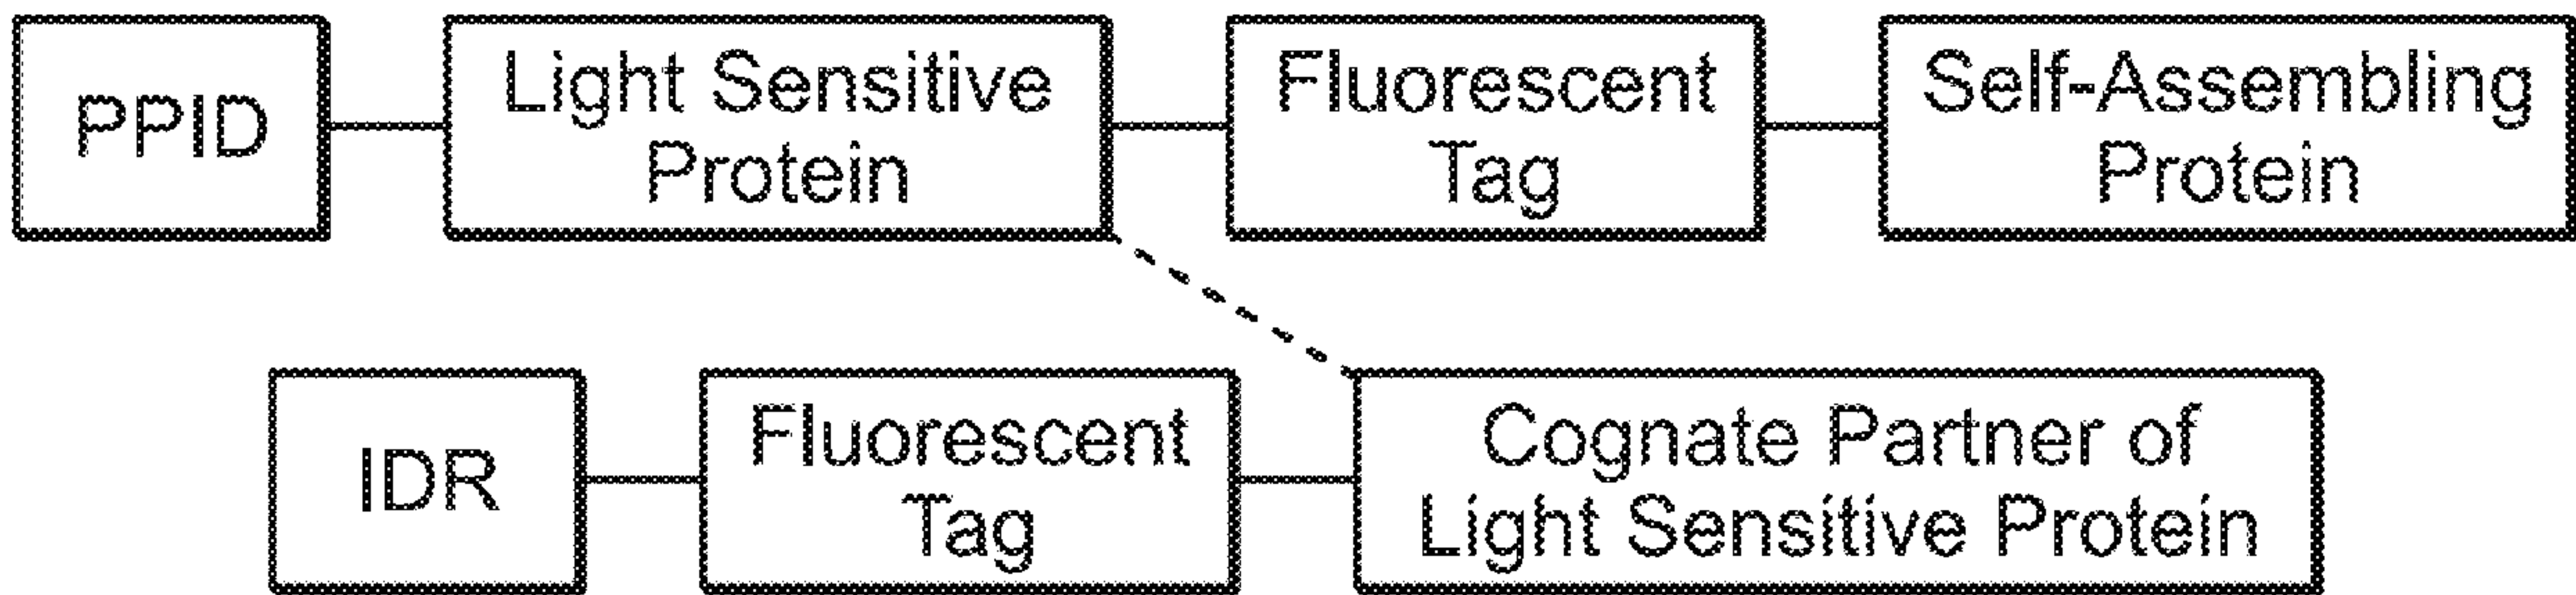 PPID
Light Sensitive
Protein
Fluorescent
Tag
Self-Assembling
Protein
IDR
Fluorescent
Tag
Cognate Partner of
Light Sensitive Protein